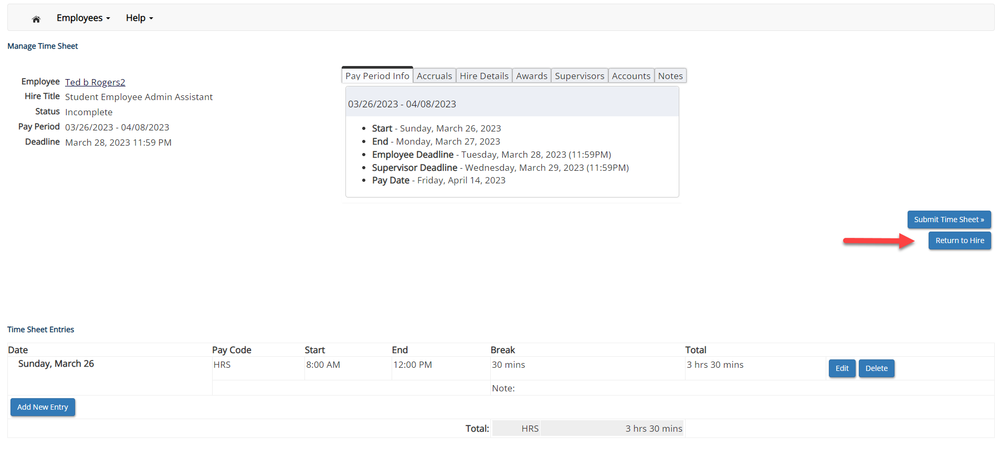 Employees
Help
Manage Time Sheet
Employee Ted b Rogers2
Hire Title Student Employee Admin Assistant
Status Incomplete
Pay Period 03/26/2023 - 04/08/2023
Deadline March 28, 2023 11:59 PM
Pay Period Info Accruals Hire Details Awards Supervisors Accounts Notes
03/26/2023 - 04/08/2023
• Start - Sunday, March 26, 2023
• End - Monday, March 27, 2023
• Employee Deadline - Tuesday, March 28, 2023 (11:59PM)
• Supervisor Deadline - Wednesday, March 29, 2023 (11:59PM)
• Pay Date - Friday, April 14, 2023
Submit Time Sheet »
Return to Hire
Time Sheet Entries
Date Pay Code Start End Break Total
Sunday, March 26 HRS 8:00 AM 12:00 PM 30 mins 3 hrs 30 mins Edit Delete
Note:
Add New Entry
Total: HRS 3 hrs 30 mins